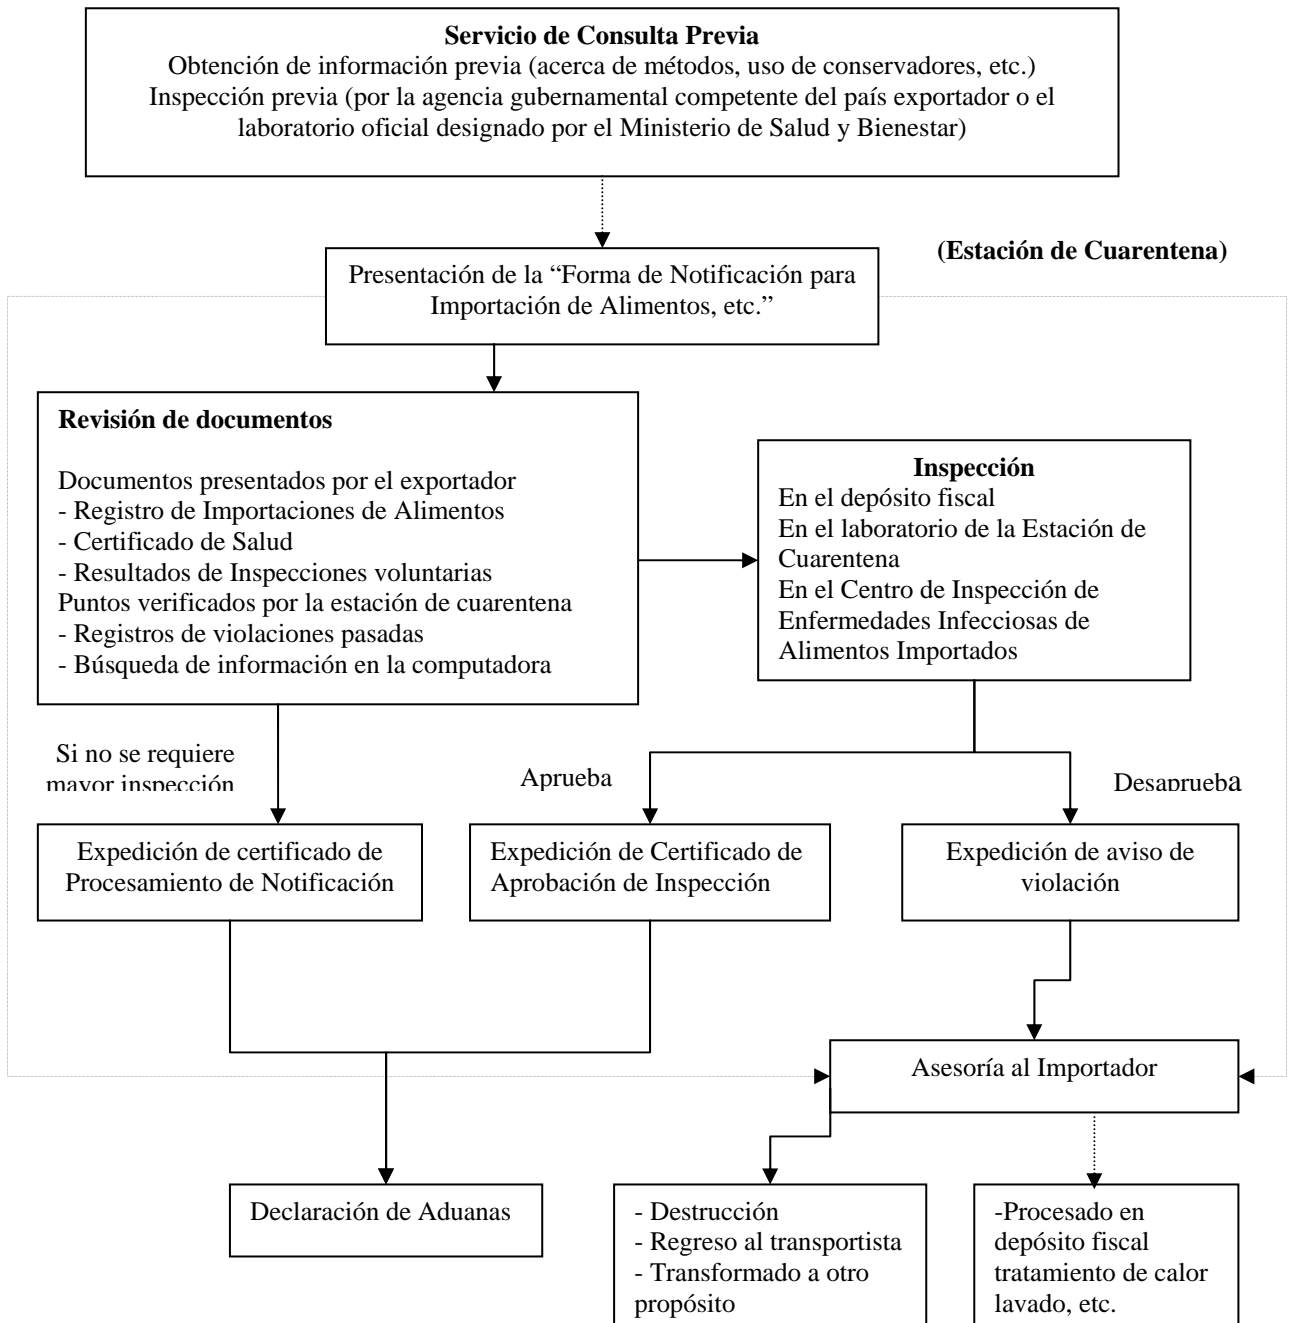 Servicio de Consulta Previa
Obtención de información previa (acerca de métodos, uso de conservadores, etc.)
Inspección previa (por la agencia gubernamental competente del país exportador o el
laboratorio oficial designado por el Ministerio de Salud y Bienestar)
(Estación de Cuarentena)
Presentación de la “Forma de Notificación para
Importación de Alimentos, etc.”
Revisión de documentos
Documentos presentados por el exportador
- Registro de Importaciones de Alimentos
- Certificado de Salud
- Resultados de Inspecciones voluntarias
Puntos verificados por la estación de cuarentena
- Registros de violaciones pasadas
- Búsqueda de información en la computadora
Inspección
En el depósito fiscal
En el laboratorio de la Estación de
Cuarentena
En el Centro de Inspección de
Enfermedades Infecciosas de
Alimentos Importados
Si no se requiere
mayor inspección
Aprueba
Desaprueba
Expedición de certificado de
Procesamiento de Notificación
Expedición de Certificado de
Aprobación de Inspección
Expedición de aviso de
violación
Asesoría al Importador
Declaración de Aduanas
- Destrucción
- Regreso al transportista
- Transformado a otro
propósito
-Procesado en
depósito fiscal
tratamiento de calor
lavado, etc.